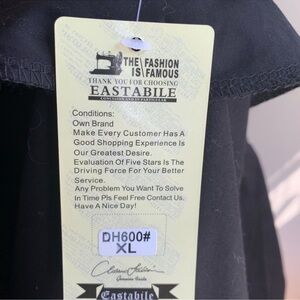 THE FASHION
IS FAMOUS
THANK YOU FOR CHOOSING
EASTABILE
Conditions:
Own Brand
Make Every Customer Has A
Good Shopping Experience Is
Our Greatest Desire.
Evaluation Of Five Stars Is The
Driving Force For Your Better
Service.
Any Problem You Want To Solve
In Time Pls Feel Free Contact Us.
Have A Nice Day!
DH600#
XL
Eastabile